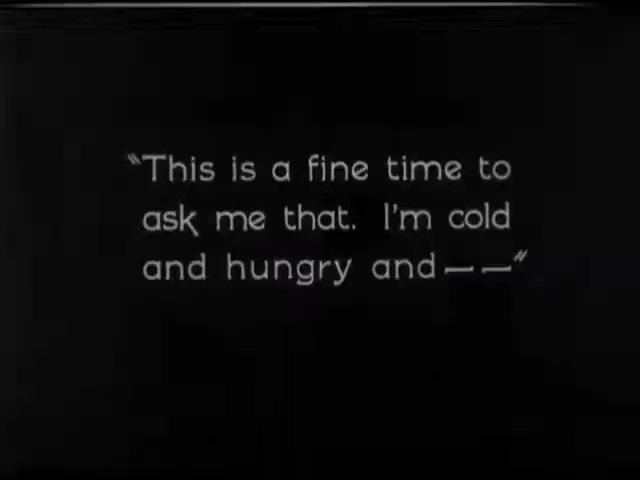 "This is a fine time to
ask me that. I'm cold
and hungry and — —"